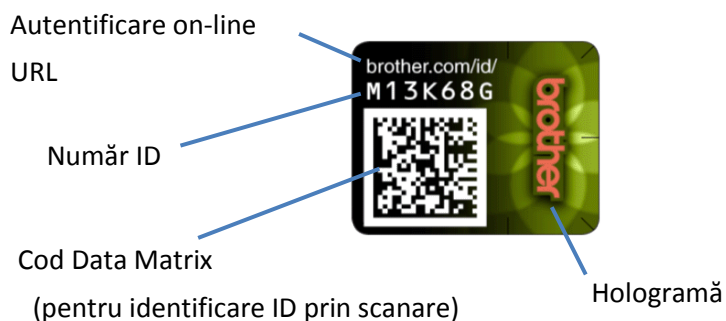 Autentificare on-line
URL
brother.com/id/
M13K68G
brother
Număr ID
Cod Data Matrix
(pentru identificare ID prin scanare)
Hologramă